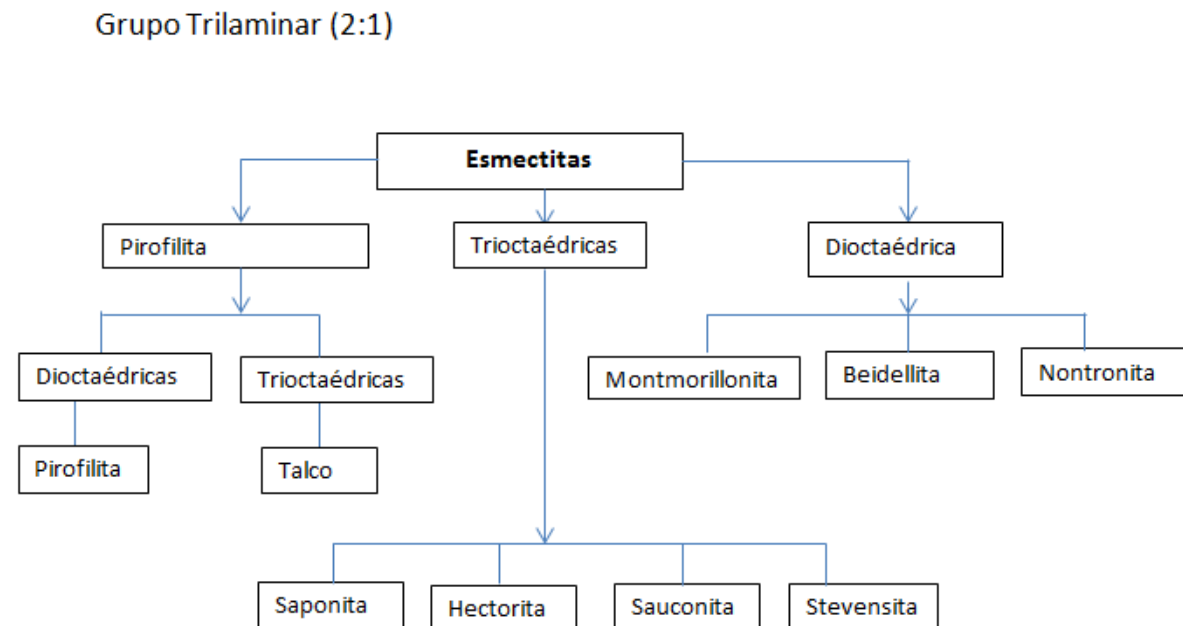 Grupo Trilaminar (2:1)
Esmectitas
Pirofilita
Trioctaédricas
Dioctaédrica
Dioctaédricas
Trioctaédricas
Montmorillonita
Beidellita
Nontronita
Pirofilita
Talco
Saponita
Hectorita
Sauconita
Stevensita